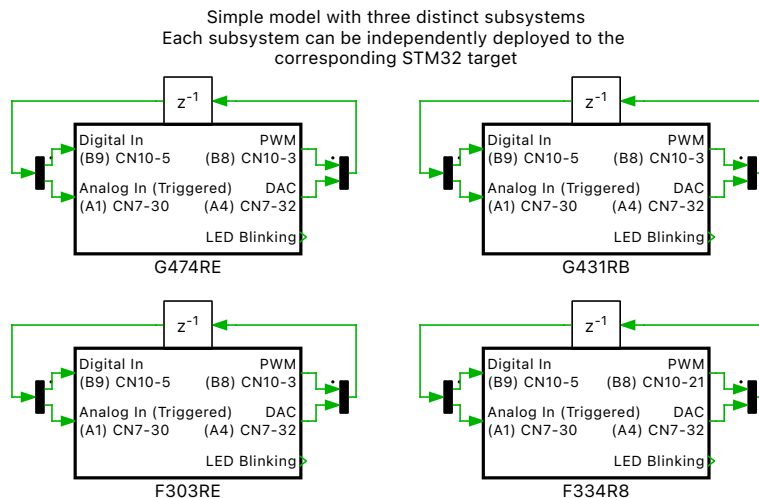 Simple model with three distinct subsystems
Each subsystem can be independently deployed to the
corresponding STM32 target
z-1
Digital In PWM
(B9) CN10-5 (B8) CN10-3
Analog In (Triggered) DAC
(A1) CN7-30 (A4) CN7-32
LED Blinking
G474RE
z-1
Digital In PWM
(B9) CN10-5 (B8) CN10-3
Analog In (Triggered) DAC
(A1) CN7-30 (A4) CN7-32
LED Blinking
G431RB
z-1
Digital In PWM
(B9) CN10-5 (B8) CN10-3
Analog In (Triggered) DAC
(A1) CN7-30 (A4) CN7-32
LED Blinking
F303RE
z-1
Digital In PWM
(B9) CN10-5 (B8) CN10-21
Analog In (Triggered) DAC
(A1) CN7-30 (A4) CN7-32
LED Blinking
F334R8